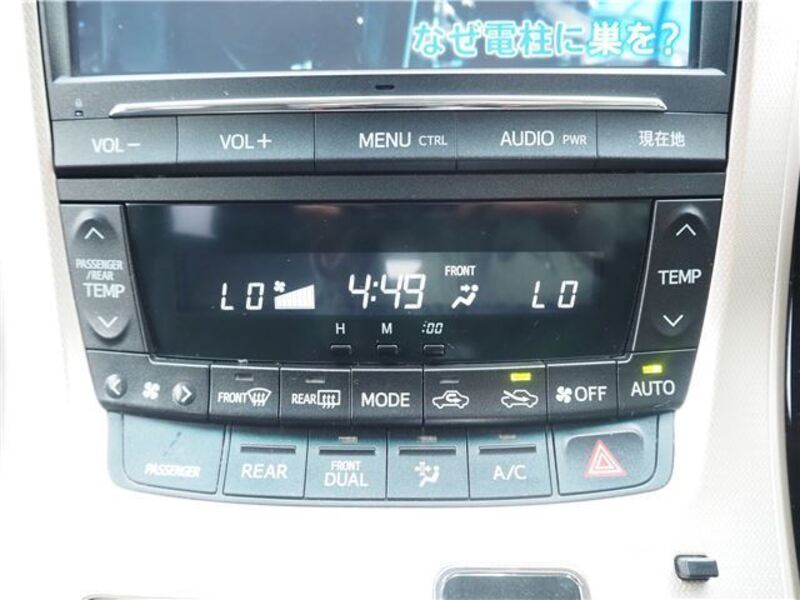 なぜ電柱に巣を?
VOL− VOL+ MENU CTRL AUDIO PWR 現在地
PASSENGER
/REAR
TEMP
LO 4:49 FRONT LO
TEMP
H M :00
FRONT REAR MODE OFF AUTO
PASSENGER REAR FRONT DUAL A/C